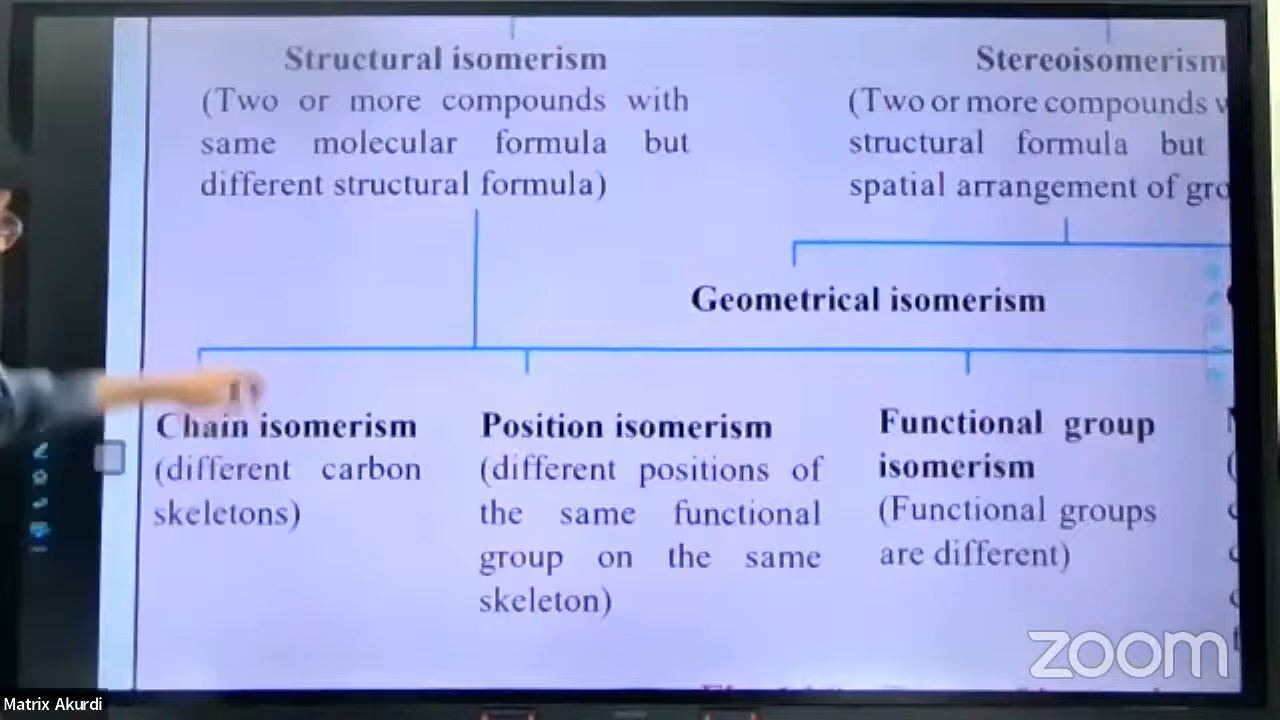 Structural isomerism
(Two or more compounds with
same molecular formula but
different structural formula)
Stereoisomerism
(Two or more compounds
structural formula but
spatial arrangement of
Geometrical isomerism
Chain isomerism
(different carbon
skeletons)
Position isomerism
(different positions of
the same functional
group on the same
skeleton)
Functional group
isomerism
(Functional groups
are different)
zoom
Matrix Akurdi